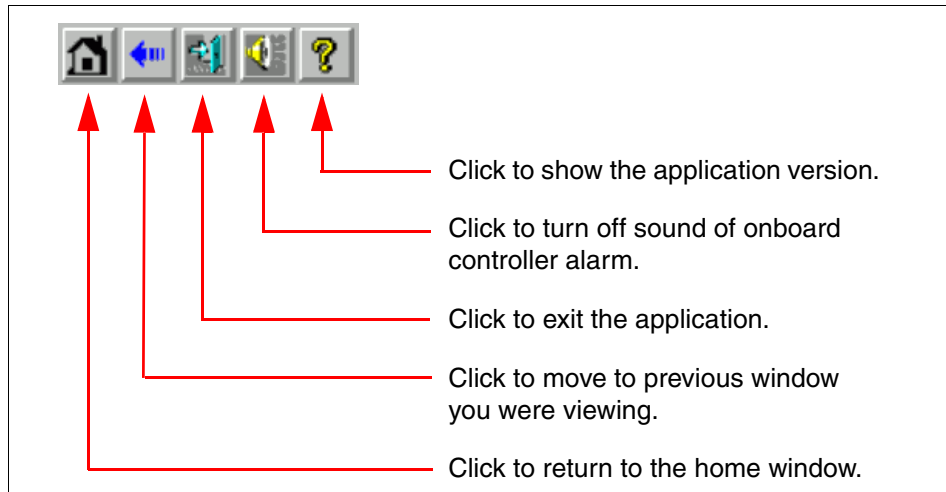 ?
Click to show the application version.
Click to turn off sound of onboard
controller alarm.
Click to exit the application.
Click to move to previous window
you were viewing.
Click to return to the home window.